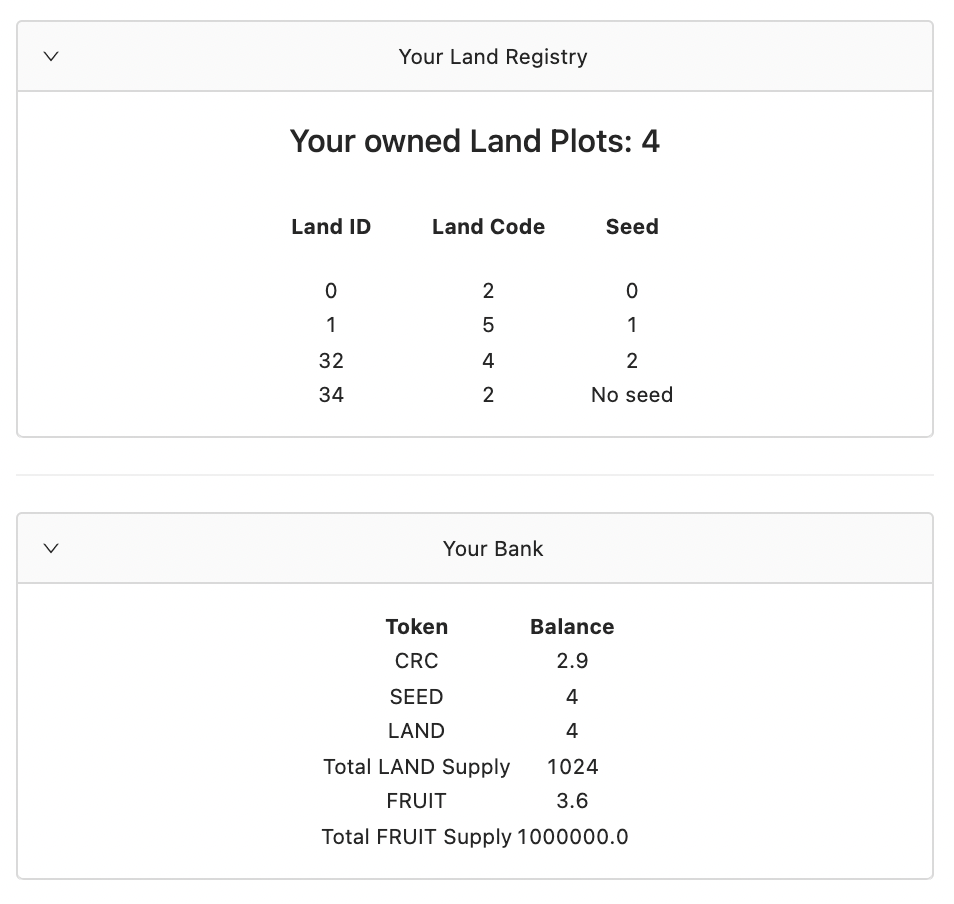 Your Land Registry
Your owned Land Plots: 4
Land ID Land Code Seed
0 2 0
1 5 1
32 4 2
34 2 No seed
Your Bank
Token Balance
CRC 2.9
SEED 4
LAND 4
Total LAND Supply 1024
FRUIT 3.6
Total FRUIT Supply 1000000.0